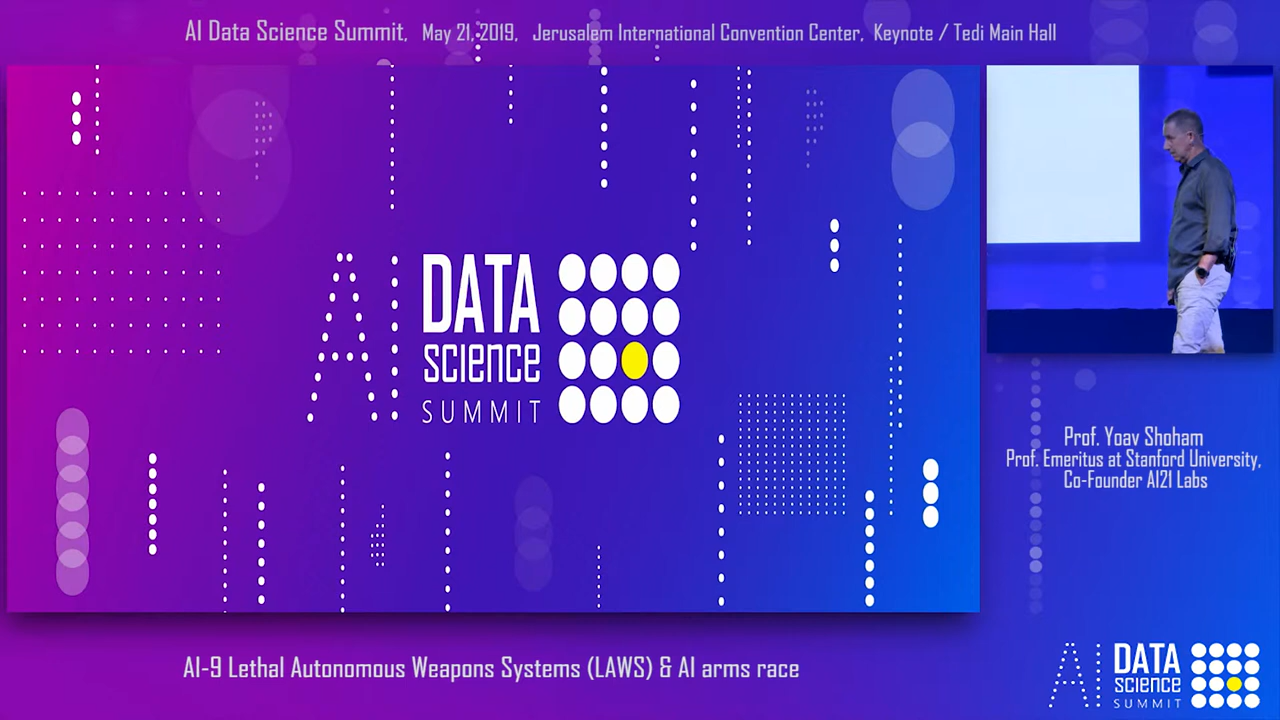 AI Data Science Summit, May 21, 2019, Jerusalem International Convention Center, Keynote / Tedi Main Hall
AI DATA
science
SUMMIT
Prof. Yoav Shoham
Prof. Emeritus at Stanford University,
Co-Founder AI21 Labs
AI-9 Lethal Autonomous Weapons Systems (LAWS) & AI arms race
AI DATA
science
SUMMIT